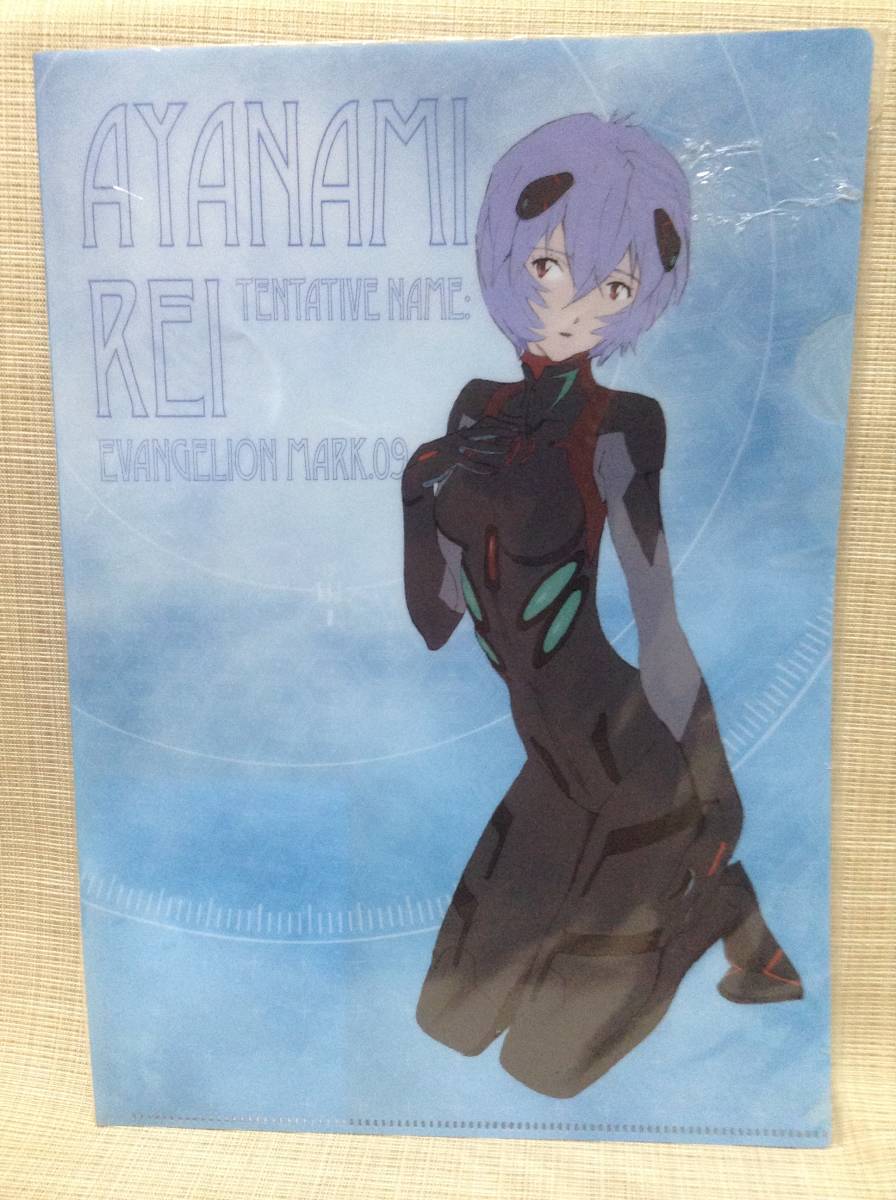 AYANAMI
REI TENTATIVE NAME:
EVANGELION MARK.09